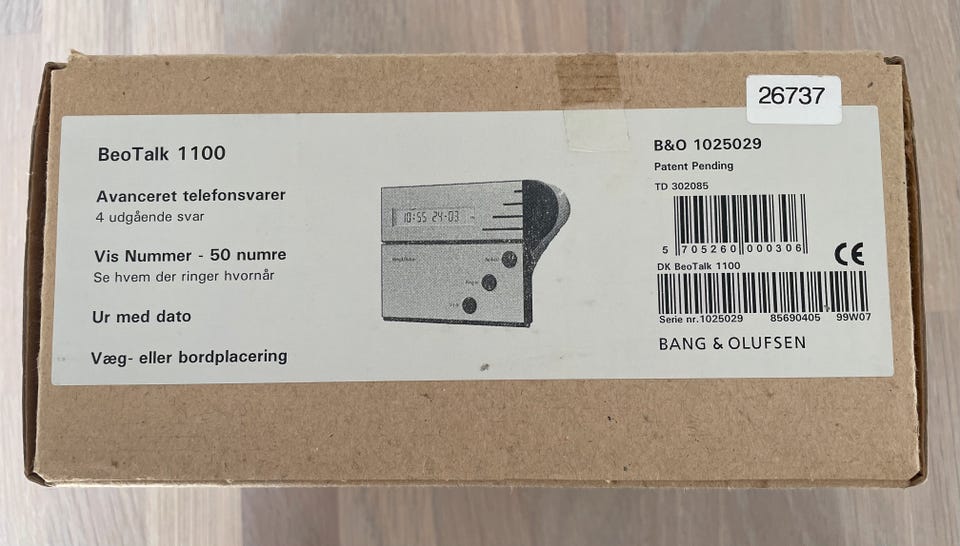 26737
BeoTalk 1100
Avanceret telefonsvarer
4 udgående svar
Vis Nummer - 50 numre
Se hvem der ringer hvornår
Ur med dato
Væg- eller bordplacering
10:55 24-03
B&O 1025029
Patent Pending
TD 302085
5 705260 000306
DK BeoTalk 1100
Serie nr.1025029 85690405 99W07
CE
BANG & OLUFSEN